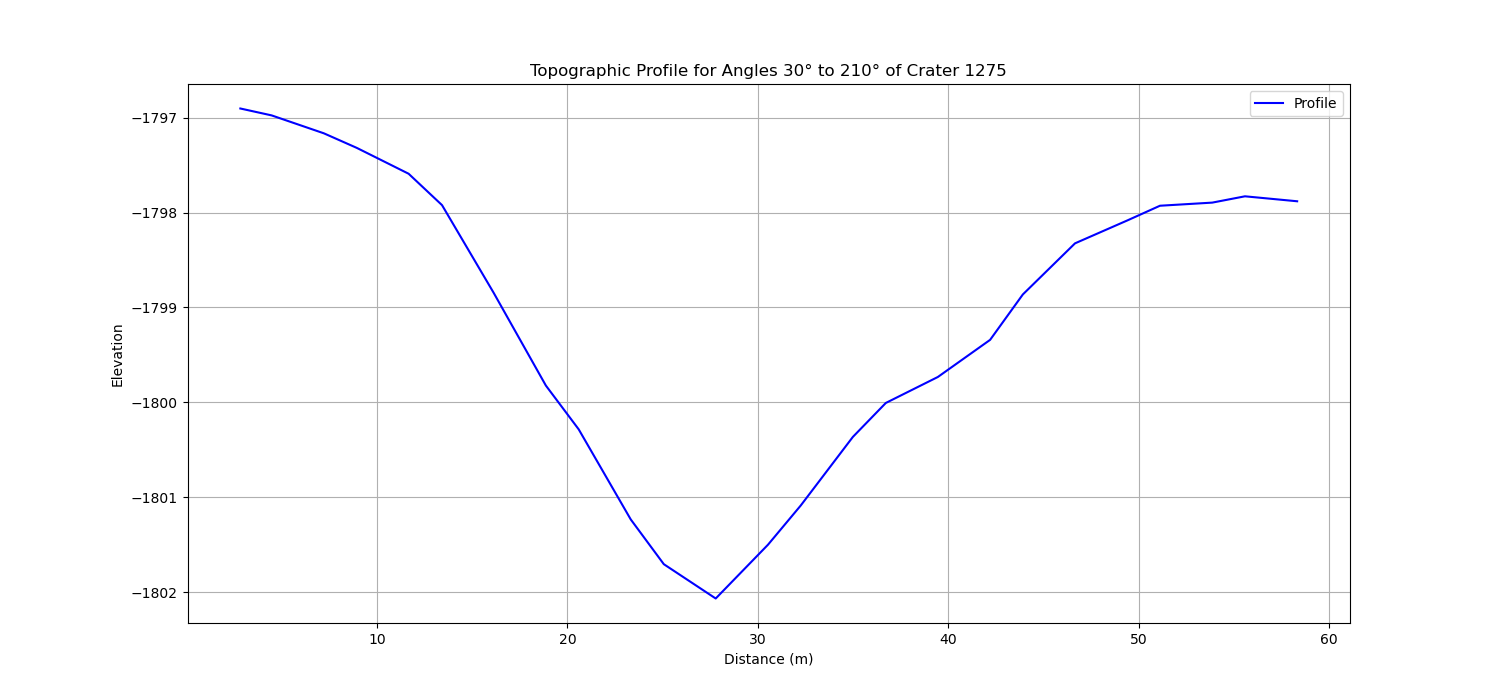 Topographic Profile for Angles 30° to 210° of Crater 1275
Profile
−1797
−1798
−1799
−1800
−1801
−1802
Elevation
10 20 30 40 50 60
Distance (m)